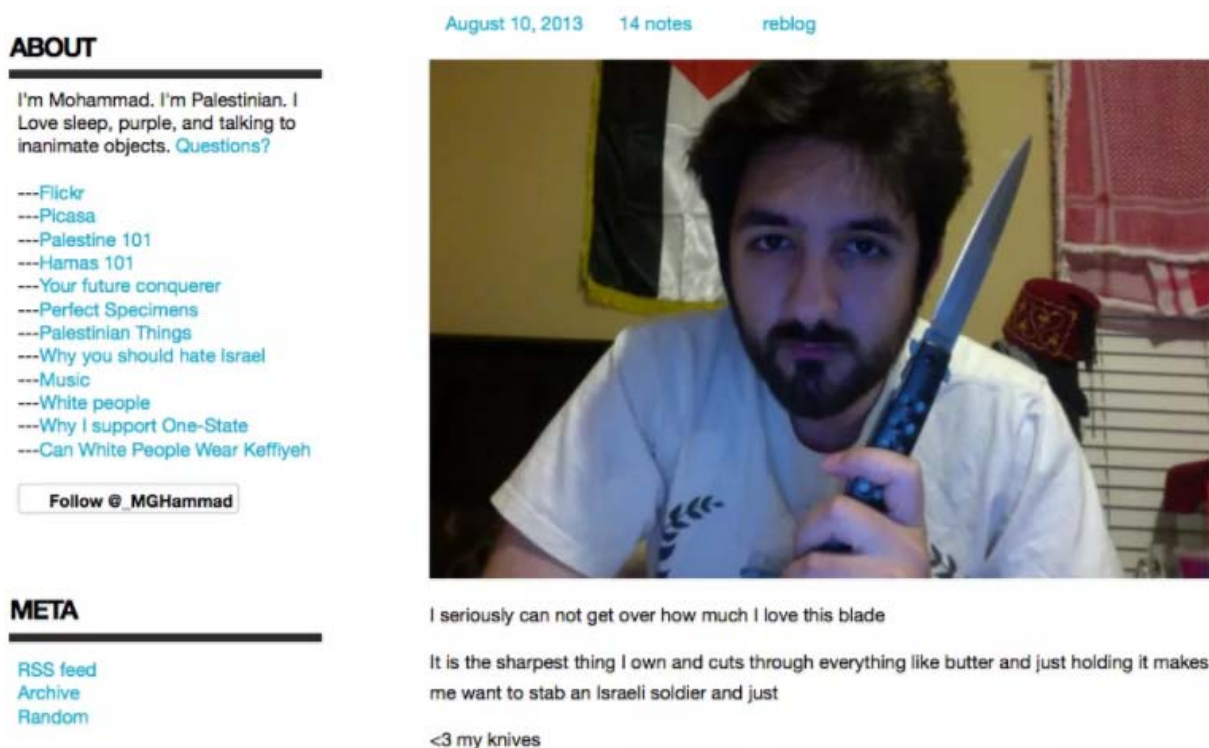 ABOUT
I'm Mohammad. I'm Palestinian. I
Love sleep, purple, and talking to
inanimate objects. Questions?
---Flickr
---Picasa
---Palestine 101
---Hamas 101
---Your future conquerer
---Perfect Specimens
---Palestinian Things
---Why you should hate Israel
---Music
---White people
---Why I support One-State
---Can White People Wear Keffiyeh
Follow @_MGHammad
META
RSS feed
Archive
Random
August 10, 2013 14 notes reblog
I seriously can not get over how much I love this blade
It is the sharpest thing I own and cuts through everything like butter and just holding it makes
me want to stab an Israeli soldier and just
<3 my knives